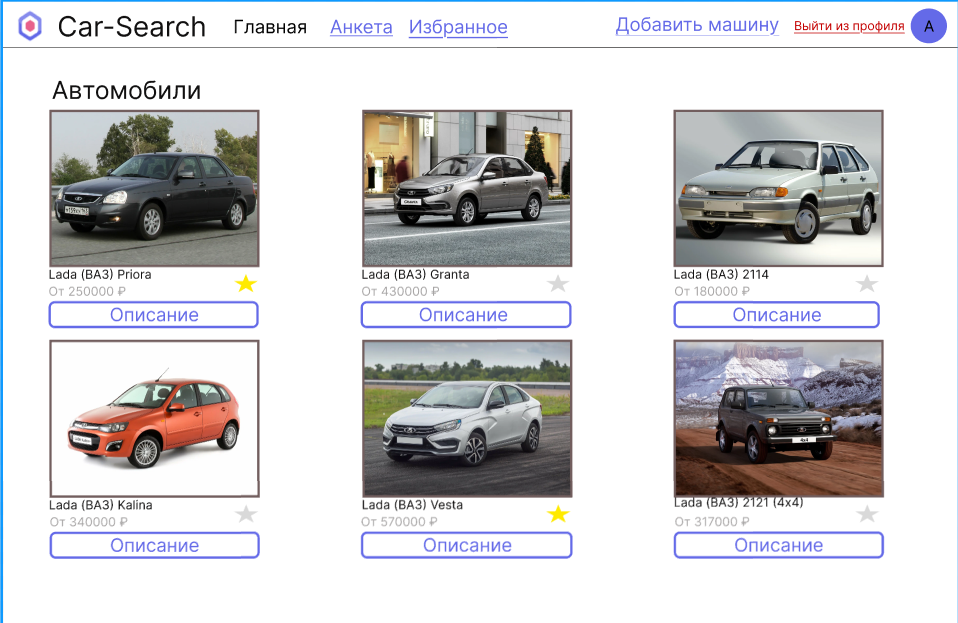 Car-Search
Главная
Анкета
Избранное
Добавить машину
Выйти из профиля
А
Автомобили
Lada (ВАЗ) Priora
От 250000 ₽
Описание
Granta
Lada (ВАЗ) Granta
От 430000 ₽
Описание
Lada (ВАЗ) 2114
От 180000 ₽
Описание
Lada (ВАЗ) Kalina
От 340000 ₽
Описание
Lada (ВАЗ) Vesta
От 570000 ₽
Описание
4x4
Lada (ВАЗ) 2121 (4x4)
От 317000 ₽
Описание